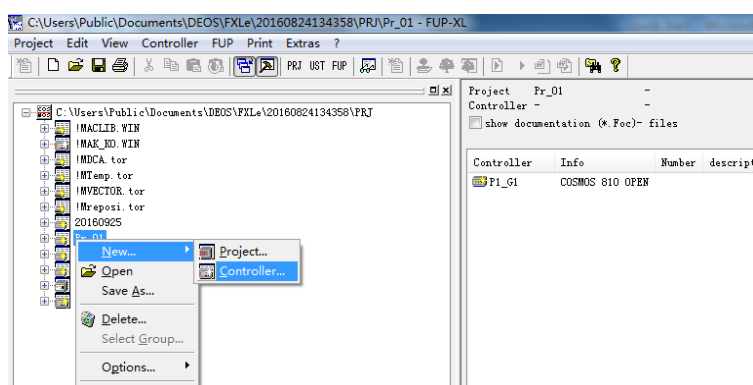 C:\Users\Public\Documents\DEOS\FXLe\20160824134358\PRJ\Pr_01 - FUP-XL
Project Edit View Controller FUP Print Extras ?
PRJ UST FUP
C:\Users\Public\Documents\DEOS\FXLe\20160824134358\PRJ
!MACLIB.WIN
!MAK_KO.WIN
!MDCA.tor
!MTemp.tor
!MVECTOR.tor
!Mreposi.tor
20160925
Pr_01
New...
Open
Save As...
Delete...
Select Group...
Options...
Project...
Controller...
Project Pr_01 -
Controller - -
show documentation (*.Foc)- files
Controller Info Number descript
P1_G1 COSMOS 810 OPEN